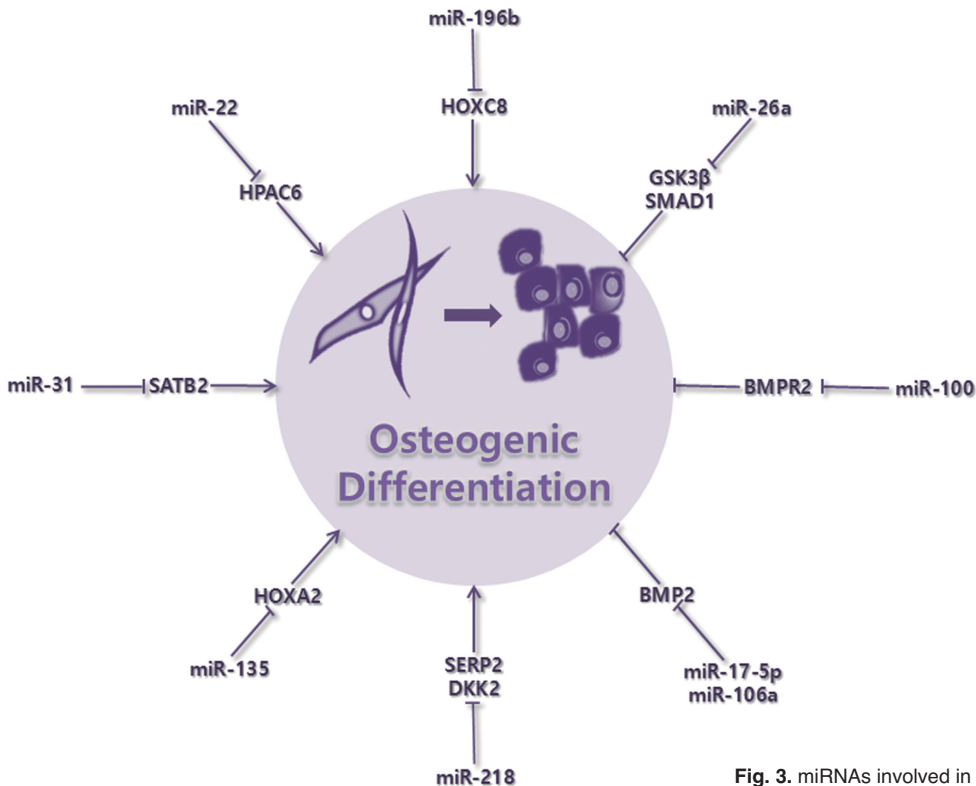 miR-196b
HOXC8
miR-22
HPAC6
miR-26a
GSK3β
SMAD1
miR-31
SATB2
BMPR2
miR-100
Osteogenic
Differentiation
HOXA2
miR-135
BMP2
miR-17-5p
miR-106a
SERP2
DKK2
miR-218
Fig. 3. miRNAs involved in